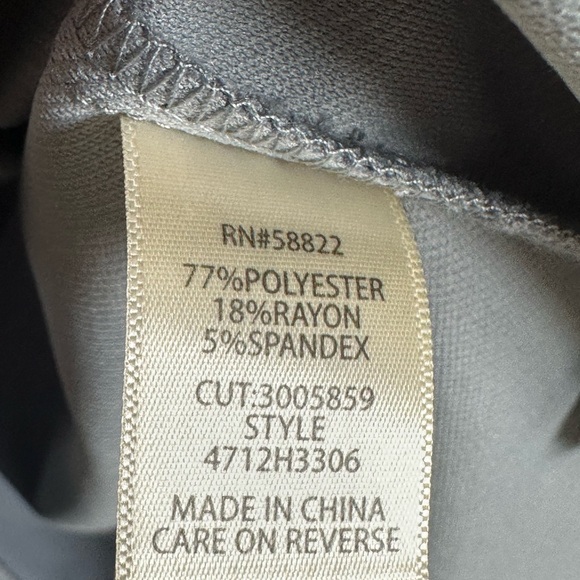 RN#58822
77%POLYESTER
18%RAYON
5%SPANDEX
CUT:3005859
STYLE
4712H3306
MADE IN CHINA
CARE ON REVERSE